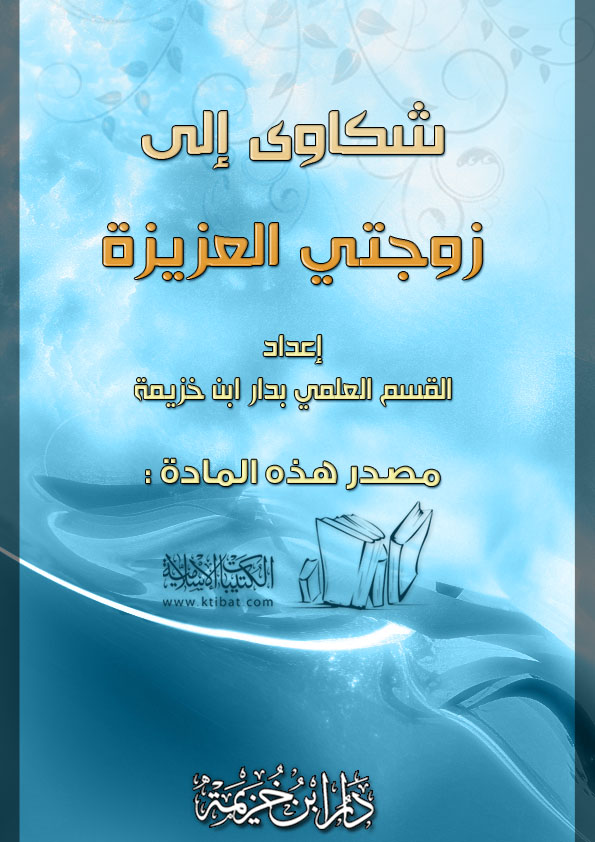 شكاوى إلى
زوجتي العزيزة
إعداد
القسم العلمي بدار ابن خزيمة
مصدر هذه المادة :
الكتيبات الإسلامية
www.ktibat.com
دار ابن خزيمة